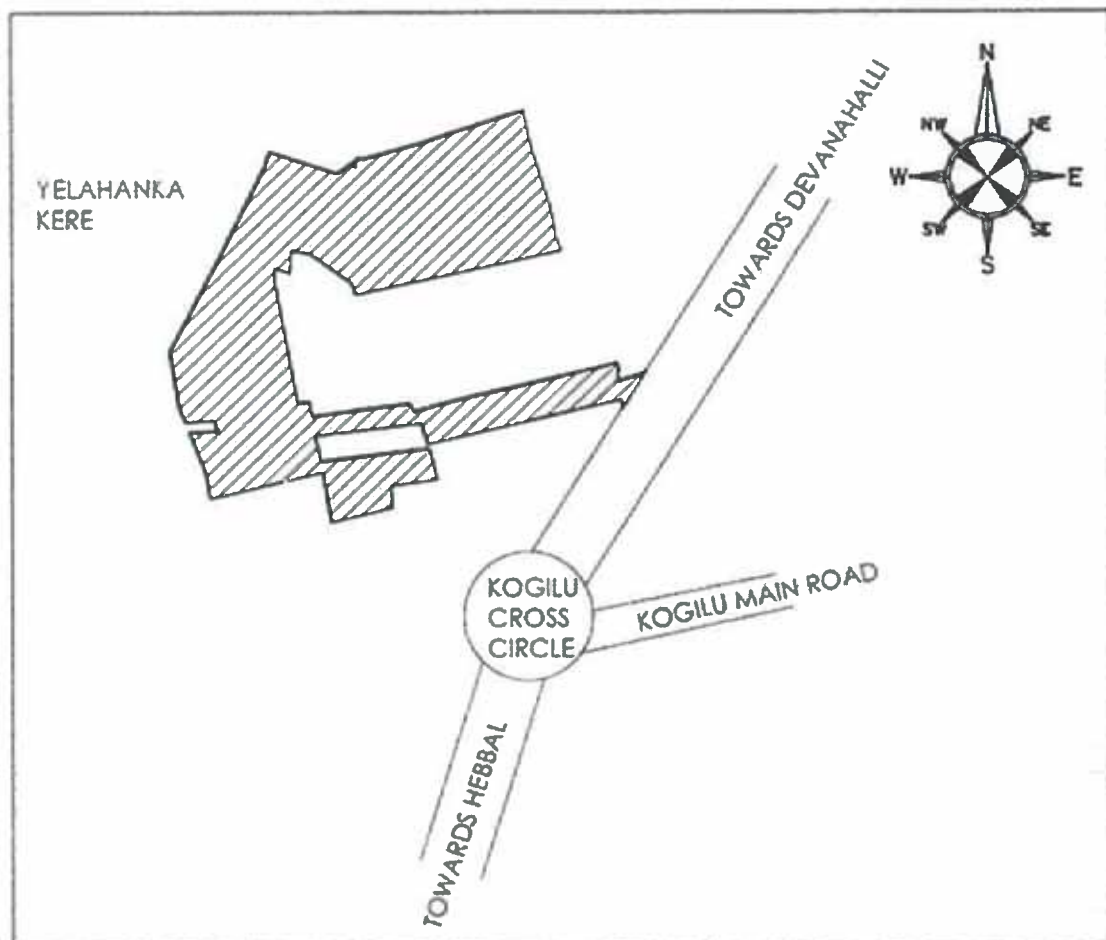 YELAHANKA
KERE
TOWARDS DEVANAHALLI
N
NW
NE
W
E
SW
SE
S
KOGILU
CROSS
CIRCLE
KOGILU MAIN ROAD
TOWARDS HEBBAL